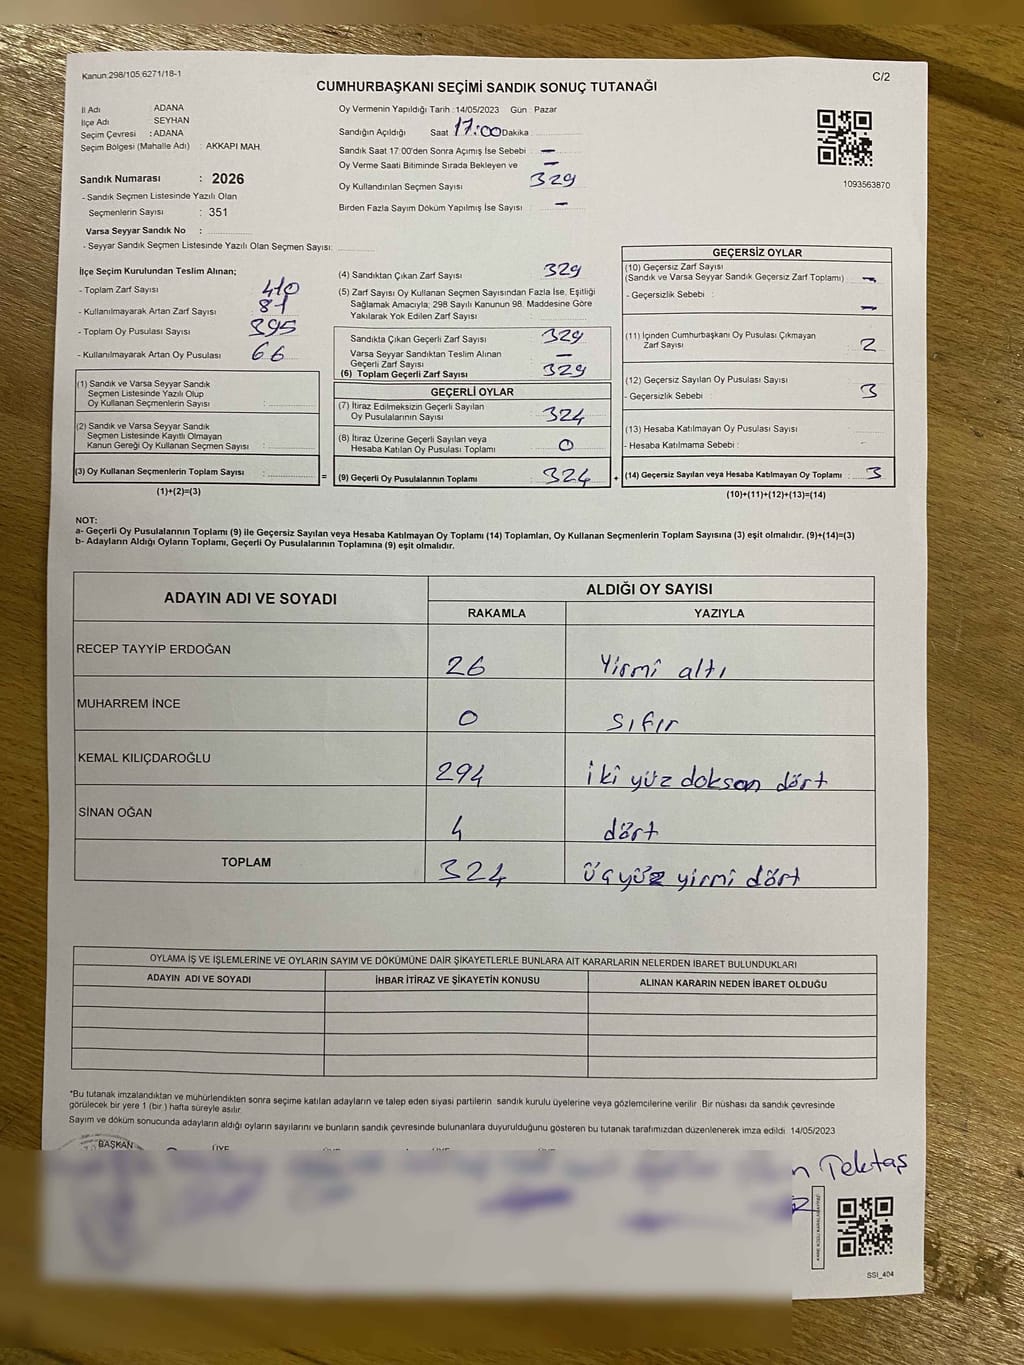 Kanun:298/105;6271/18-1
C/2
CUMHURBAŞKANI SEÇİMİ SANDIK SONUÇ TUTANAĞI
İl Adı : ADANA
İlçe Adı : SEYHAN
Seçim Çevresi : ADANA
Seçim Bölgesi (Mahalle Adı) : AKKAPI MAH.
Sandık Numarası : 2026
- Sandık Seçmen Listesinde Yazılı Olan
Seçmenlerin Sayısı : 351
Varsa Seyyar Sandık No :
- Seyyar Sandık Seçmen Listesinde Yazılı Olan Seçmen Sayısı:
Oy Vermenin Yapıldığı Tarih :14/05/2023 Gün : Pazar
Sandığın Açıldığı Saat 17:00 Dakika :
Sandık Saat 17:00'den Sonra Açımış İse Sebebi : -
Oy Verme Saati Bitiminde Sırada Bekleyen ve -
Oy Kullandırılan Seçmen Sayısı 329
Birden Fazla Sayım Döküm Yapılmış İse Sayısı : -
1093563870
İlçe Seçim Kurulundan Teslim Alınan;
- Toplam Zarf Sayısı 410
- Kullanılmayarak Artan Zarf Sayısı 81
- Toplam Oy Pusulası Sayısı 395
- Kullanılmayarak Artan Oy Pusulası 66
(1) Sandık ve Varsa Seyyar Sandık
Seçmen Listesinde Yazılı Olup
Oy Kullanan Seçmenlerin Sayısı :
(2) Sandık ve Varsa Seyyar Sandık
Seçmen Listesinde Kayıtlı Olmayan
Kanun Gereği Oy Kullanan Seçmen Sayısı :
(3) Oy Kullanan Seçmenlerin Toplam Sayısı :
(1)+(2)=(3)
(4) Sandıktan Çıkan Zarf Sayısı 329
(5) Zarf Sayısı Oy Kullanan Seçmen Sayısından Fazla İse, Eşitliği
Sağlamak Amacıyla; 298 Sayılı Kanunun 98. Maddesine Göre
Yakılarak Yok Edilen Zarf Sayısı :
Sandıkta Çıkan Geçerli Zarf Sayısı : 329
Varsa Seyyar Sandıktan Teslim Alınan
Geçerli Zarf Sayısı : -
(6) Toplam Geçerli Zarf Sayısı : 329
GEÇERLİ OYLAR
(7) İtiraz Edilmeksizin Geçerli Sayılan
Oy Pusulalarının Sayısı : 324
(8) İtiraz Üzerine Geçerli Sayılan veya
Hesaba Katılan Oy Pusulası Toplamı : 0
= (9) Geçerli Oy Pusulalarının Toplamı : 324 +
GEÇERSİZ OYLAR
(10) Geçersiz Zarf Sayısı
(Sandık ve Varsa Seyyar Sandık Geçersiz Zarf Toplamı) : -
- Geçersizlik Sebebi : -
(11) İçinden Cumhurbaşkanı Oy Pusulası Çıkmayan
Zarf Sayısı : 2
(12) Geçersiz Sayılan Oy Pusulası Sayısı : 3
- Geçersizlik Sebebi :
(13) Hesaba Katılmayan Oy Pusulası Sayısı
- Hesaba Katılmama Sebebi :
(14) Geçersiz Sayılan veya Hesaba Katılmayan Oy Toplamı : 3
(10)+(11)+(12)+(13)=(14)
NOT:
a- Geçerli Oy Pusulalarının Toplamı (9) ile Geçersiz Sayılan veya Hesaba Katılmayan Oy Toplamı (14) Toplamları, Oy Kullanan Seçmenlerin Toplam Sayısına (3) eşit olmalıdır. (9)+(14)=(3)
b- Adayların Aldığı Oyların Toplamı, Geçerli Oy Pusulalarının Toplamına (9) eşit olmalıdır.
ADAYIN ADI VE SOYADI
ALDIĞI OY SAYISI
RAKAMLA YAZIYLA
RECEP TAYYİP ERDOĞAN 26 Yirmi altı
MUHARREM İNCE 0 sıfır
KEMAL KILIÇDAROĞLU 294 iki yüz doksan dört
SİNAN OĞAN 4 dört
TOPLAM 324 üçyüz yirmi dört
OYLAMA İŞ VE İŞLEMLERİNE VE OYLARIN SAYIM VE DÖKÜMÜNE DAİR ŞİKAYETLERLE BUNLARA AİT KARARLARIN NELERDEN İBARET BULUNDUKLARI
ADAYIN ADI VE SOYADI İHBAR İTİRAZ VE ŞİKAYETİN KONUSU ALINAN KARARIN NEDEN İBARET OLDUĞU
*Bu tutanak imzalandıktan ve mühürlendikten sonra seçime katılan adayların ve talep eden siyasi partilerin sandık kurulu üyelerine veya gözlemcilerine verilir. Bir nüshası da sandık çevresinde
görülecek bir yere 1 (bir) hafta süreyle asılır.
Sayım ve döküm sonucunda adayların aldığı oyların sayılarını ve bunların sandık çevresinde bulunanlara duyurulduğunu gösteren bu tutanak tarafımızdan düzenlenerek imza edildi. 14/05/2023
BAŞKAN ÜYE
n Tektaş
SSİ_404